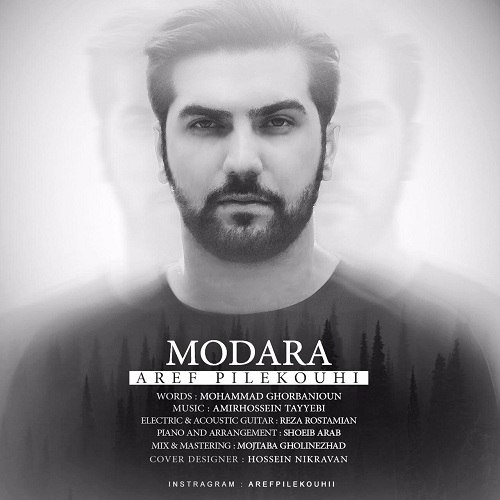 MODARA
AREF PILEKOUHI
WORDS : MOHAMMAD GHORBANIOUN
MUSIC : AMIRHOSSEIN TAYYEBI
ELECTRIC & ACOUSTIC GUITAR : REZA ROSTAMIAN
PIANO AND ARRANGEMENT : SHOEIB ARAB
MIX & MASTERING : MOJTABA GHOLINEZHAD
COVER DESIGNER : HOSSEIN NIKRAVAN
INSTRAGRAM : AREFPILEKOUHII